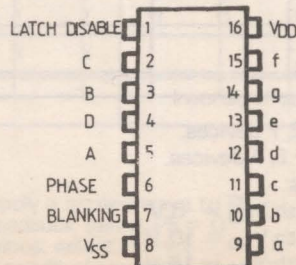 LATCH DISABLE 1 16 VDD
C 2 15 f
B 3 14 g
D 4 13 e
A 5 12 d
PHASE 6 11 c
BLANKING 7 10 b
VSS 8 9 a